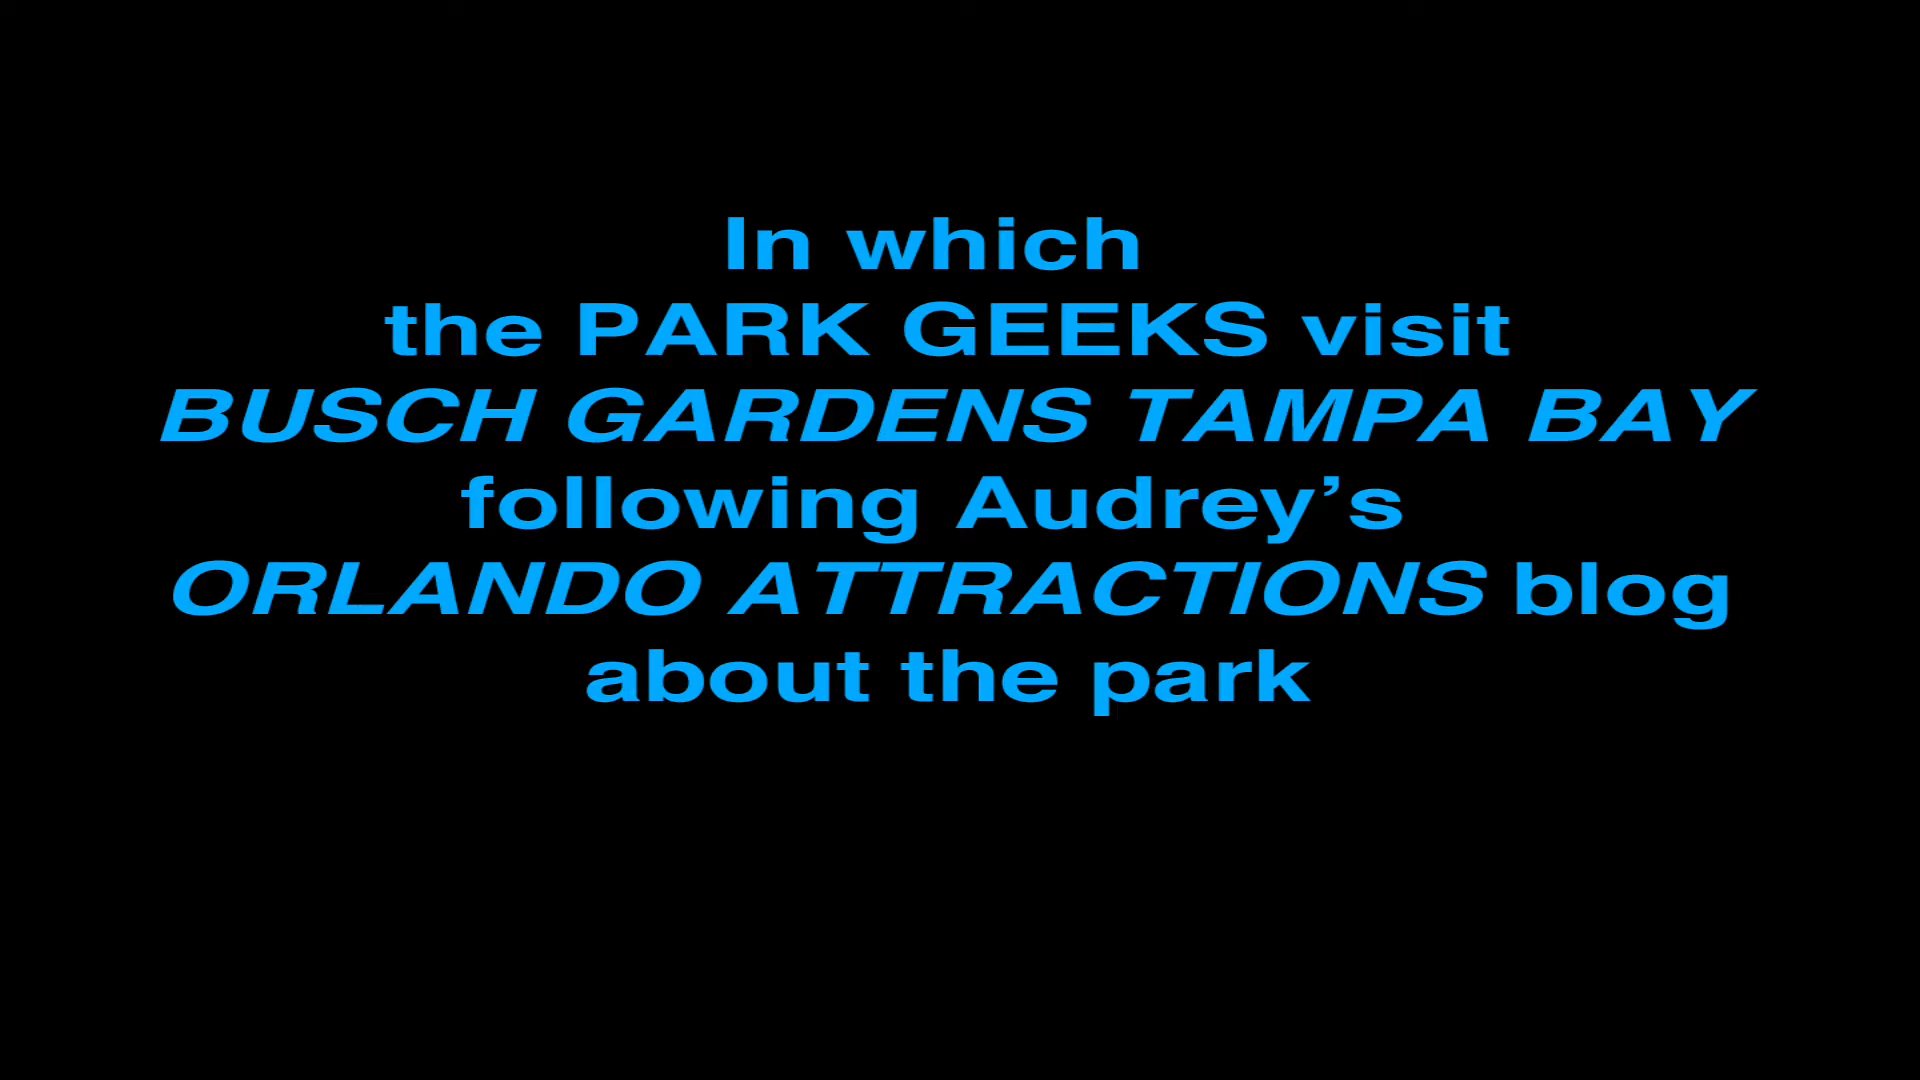 In which
the PARK GEEKS visit
BUSCH GARDENS TAMPA BAY
following Audrey’s
ORLANDO ATTRACTIONS blog
about the park